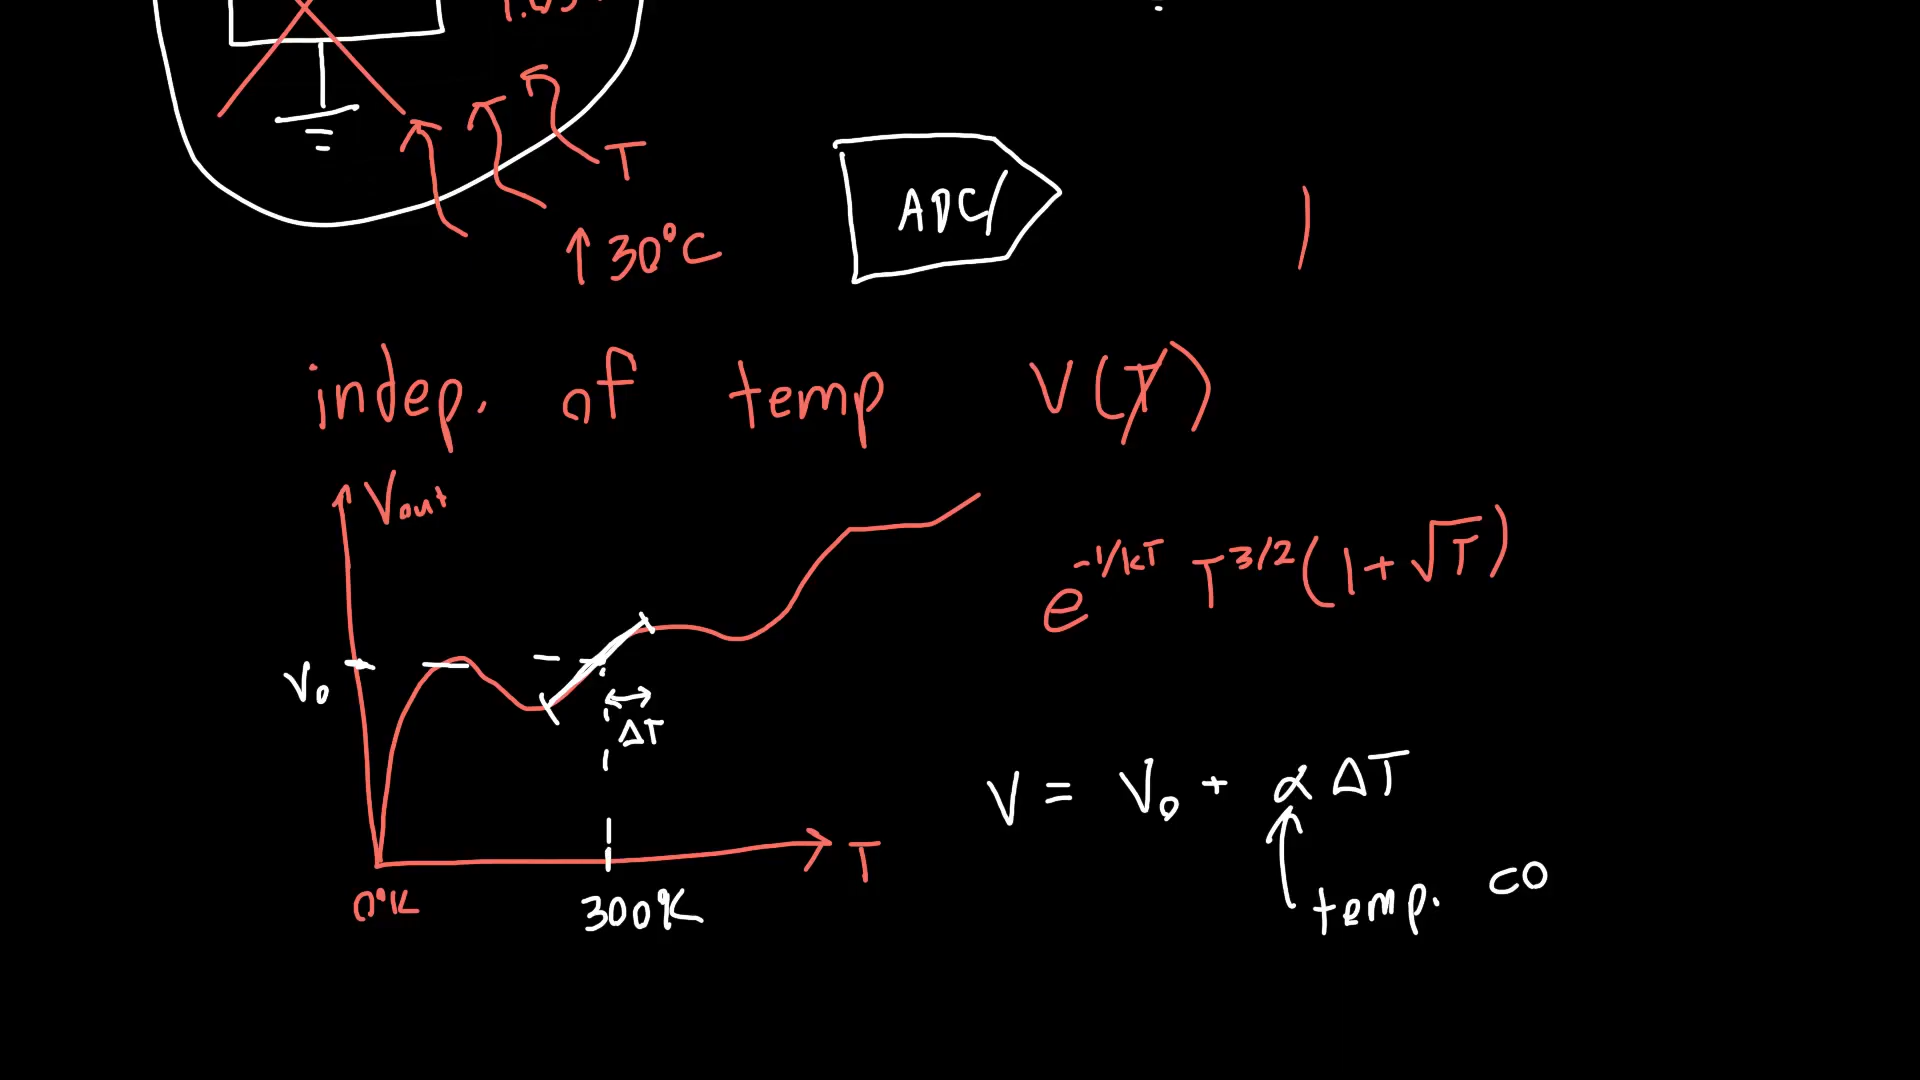 T
↑ 30°C
ADC/
indep. of temp V(T)
Vout
e^{-1/kT} T^{3/2}(1+√T)
V₀
ΔT
V = V₀ + α ΔT
T
temp. co
0°K
300°K